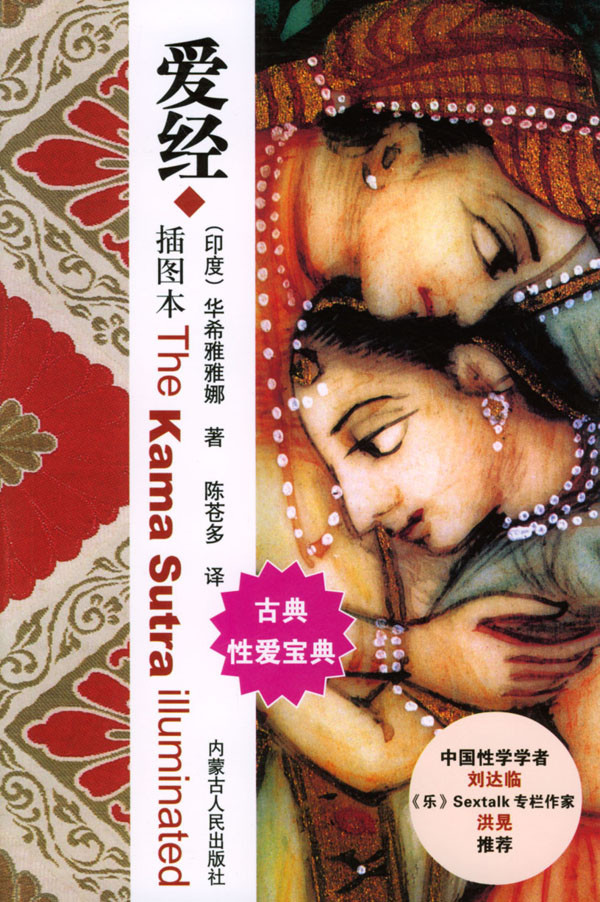 爱经
插图本
The Kama Sutra illuminated
(印度) 华希雅雅娜 著
陈苍多 译
内蒙古人民出版社
古典
性爱宝典
中国性学学者
刘达临
《乐》Sextalk 专栏作家
洪晃
推荐